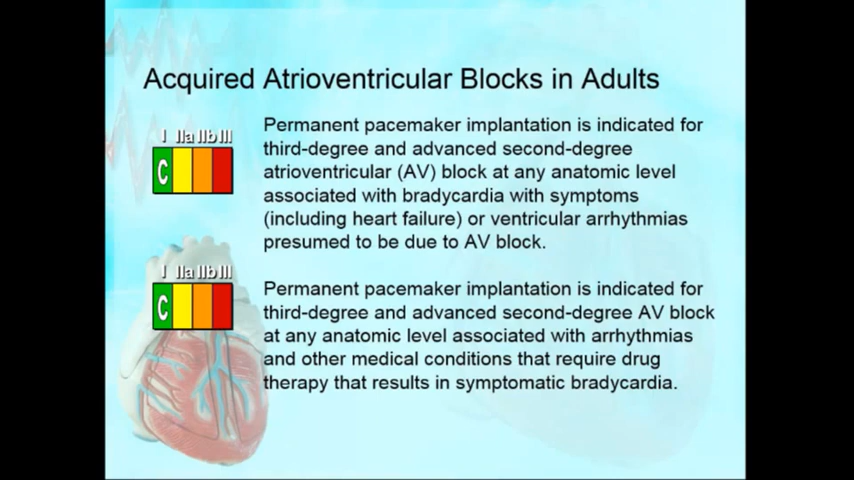 Acquired Atrioventricular Blocks in Adults
I IIa IIb III
C
Permanent pacemaker implantation is indicated for
third-degree and advanced second-degree
atrioventricular (AV) block at any anatomic level
associated with bradycardia with symptoms
(including heart failure) or ventricular arrhythmias
presumed to be due to AV block.
I IIa IIb III
C
Permanent pacemaker implantation is indicated for
third-degree and advanced second-degree AV block
at any anatomic level associated with arrhythmias
and other medical conditions that require drug
therapy that results in symptomatic bradycardia.